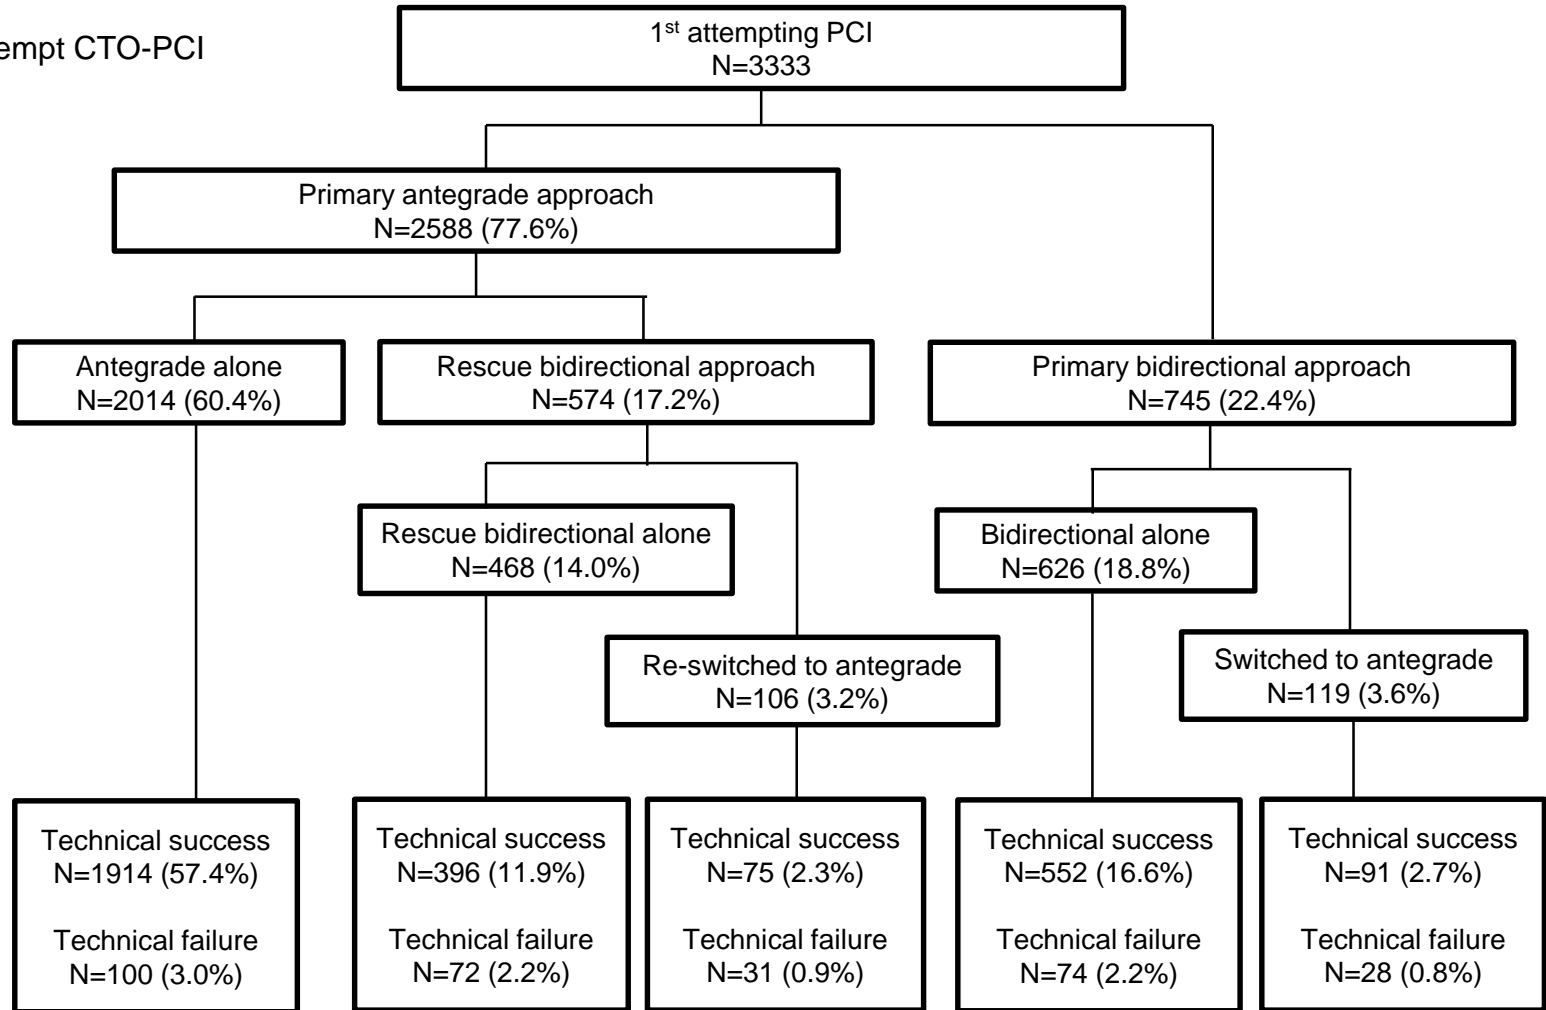 empt CTO-PCI
1st attempting PCI
N=3333
Primary antegrade approach
N=2588 (77.6%)
Antegrade alone
N=2014 (60.4%)
Rescue bidirectional approach
N=574 (17.2%)
Primary bidirectional approach
N=745 (22.4%)
Rescue bidirectional alone
N=468 (14.0%)
Bidirectional alone
N=626 (18.8%)
Re-switched to antegrade
N=106 (3.2%)
Switched to antegrade
N=119 (3.6%)
Technical success
N=1914 (57.4%)
Technical failure
N=100 (3.0%)
Technical success
N=396 (11.9%)
Technical failure
N=72 (2.2%)
Technical success
N=75 (2.3%)
Technical failure
N=31 (0.9%)
Technical success
N=552 (16.6%)
Technical failure
N=74 (2.2%)
Technical success
N=91 (2.7%)
Technical failure
N=28 (0.8%)